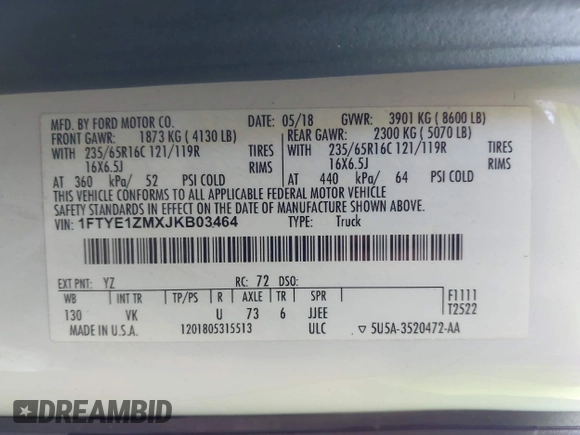 MFD. BY FORD MOTOR CO. DATE: 05/18 GVWR: 3901 KG ( 8600 LB)
FRONT GAWR: 1873 KG ( 4130 LB) REAR GAWR: 2300 KG ( 5070 LB)
WITH 235/65R16C 121/119R TIRES WITH 235/65R16C 121/119R TIRES
16X6.5J 16X6.5J
AT 360 kPa/ 52 PSI COLD AT 440 kPa/ 64 PSI COLD
THIS VEHICLE CONFORMS TO ALL APPLICABLE FEDERAL MOTOR VEHICLE
SAFETY STANDARDS IN EFFECT ON THE DATE OF MANUFACTURE SHOWN ABOVE.
VIN: 1FTYE1ZMXJKB03464 TYPE: Truck
EXT PNT: YZ RC: 72 DSO:
WB INT TR TP/PS R AXLE TR SPR F1111
130 VK U 73 6 JJEE T2522
MADE IN U.S.A. 1201805315513 ULC ▽ 5U5A-3520472-AA
DREAMBID